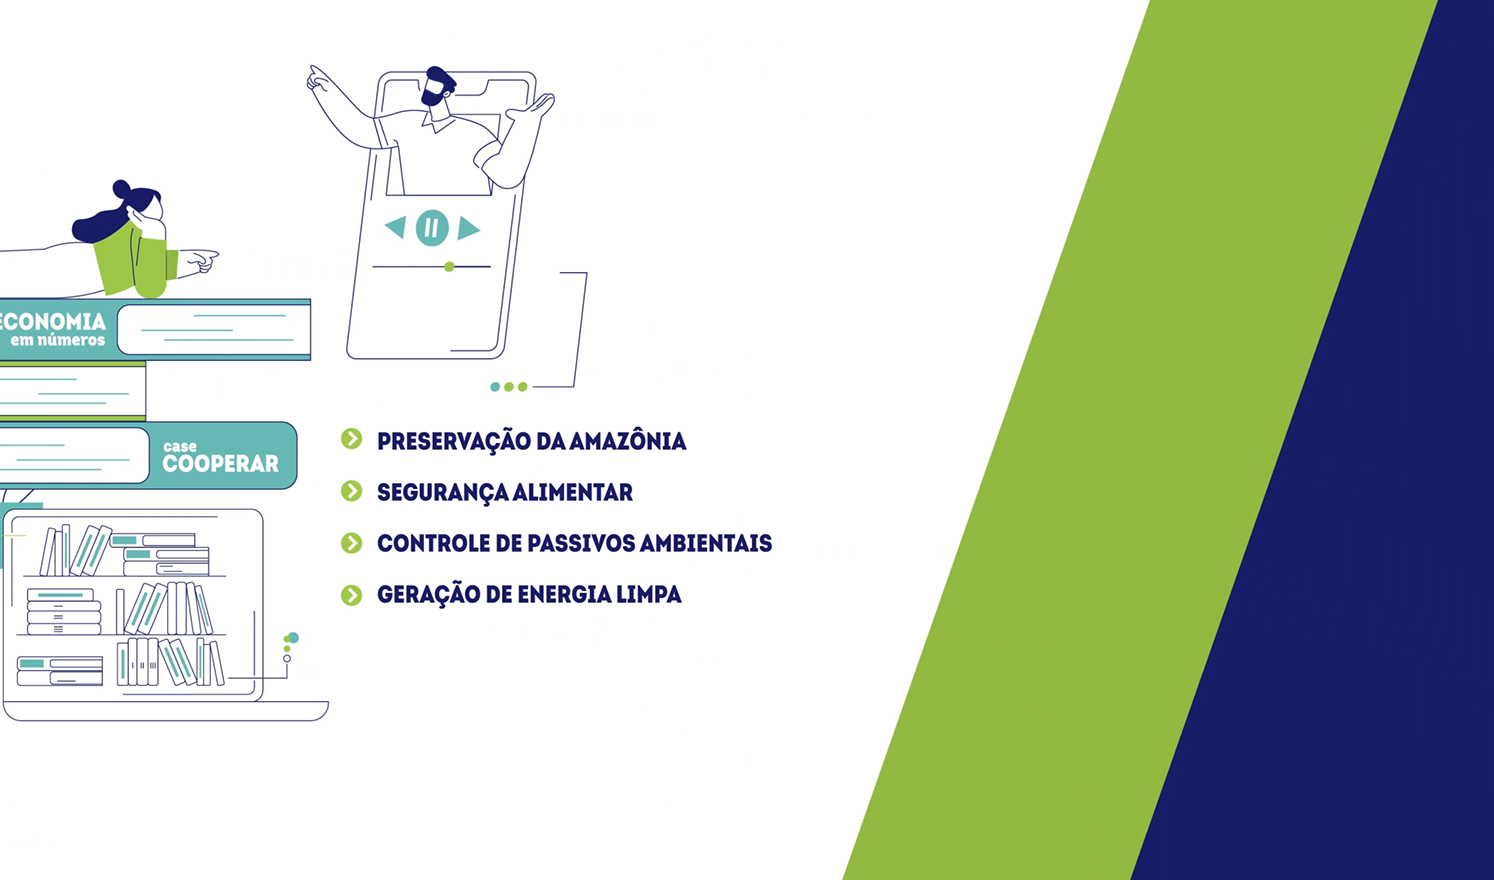 ECONOMIA
em números
case
COOPERAR
PRESERVAÇÃO DA AMAZÔNIA
SEGURANÇA ALIMENTAR
CONTROLE DE PASSIVOS AMBIENTAIS
GERAÇÃO DE ENERGIA LIMPA